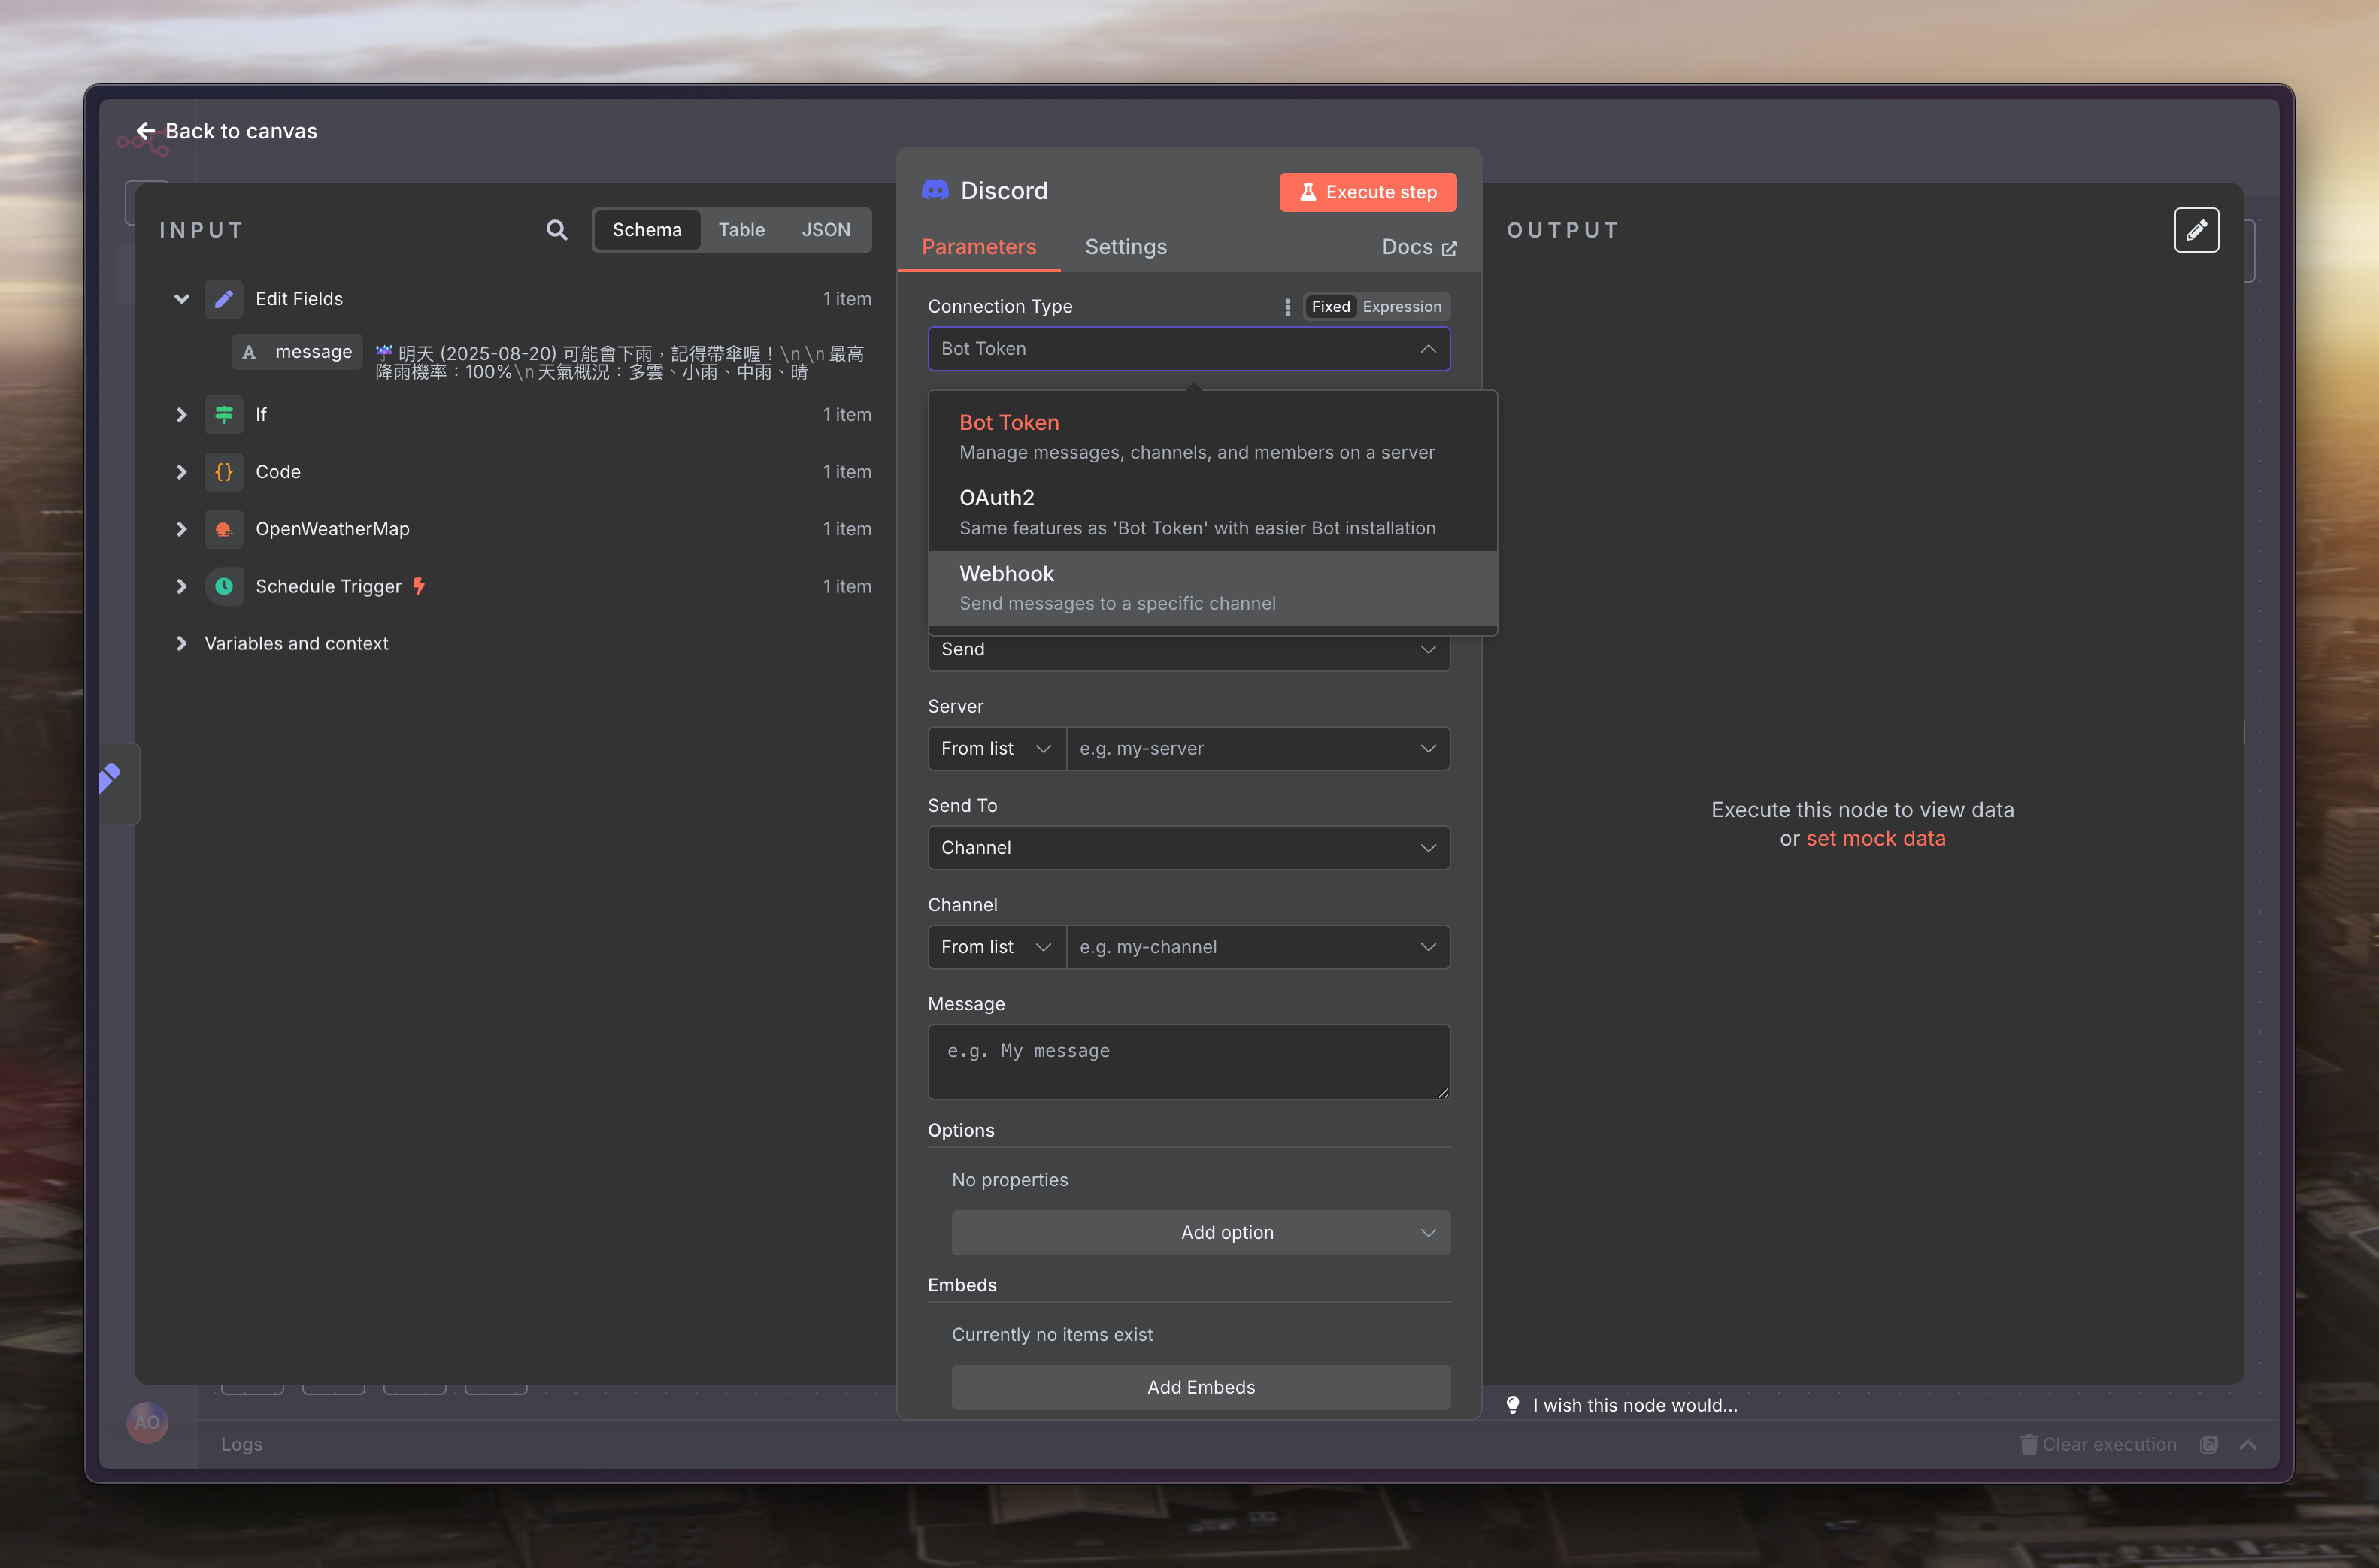 Back to canvas
INPUT
Schema
Table
JSON
Edit Fields
1 item
A message
☔ 明天 (2025-08-20) 可能會下雨，記得帶傘喔！\n\n最高
降雨機率：100%\n天氣概況：多雲、小雨、中雨、晴
If
1 item
Code
1 item
OpenWeatherMap
1 item
Schedule Trigger
1 item
Variables and context
Discord
Execute step
Parameters
Settings
Docs
Connection Type
Fixed
Expression
Bot Token
Bot Token
Manage messages, channels, and members on a server
OAuth2
Same features as 'Bot Token' with easier Bot installation
Webhook
Send messages to a specific channel
Send
Server
From list
e.g. my-server
Send To
Channel
Channel
From list
e.g. my-channel
Message
e.g. My message
Options
No properties
Add option
Embeds
Currently no items exist
Add Embeds
OUTPUT
Execute this node to view data
or set mock data
I wish this node would...
AO
Logs
Clear execution